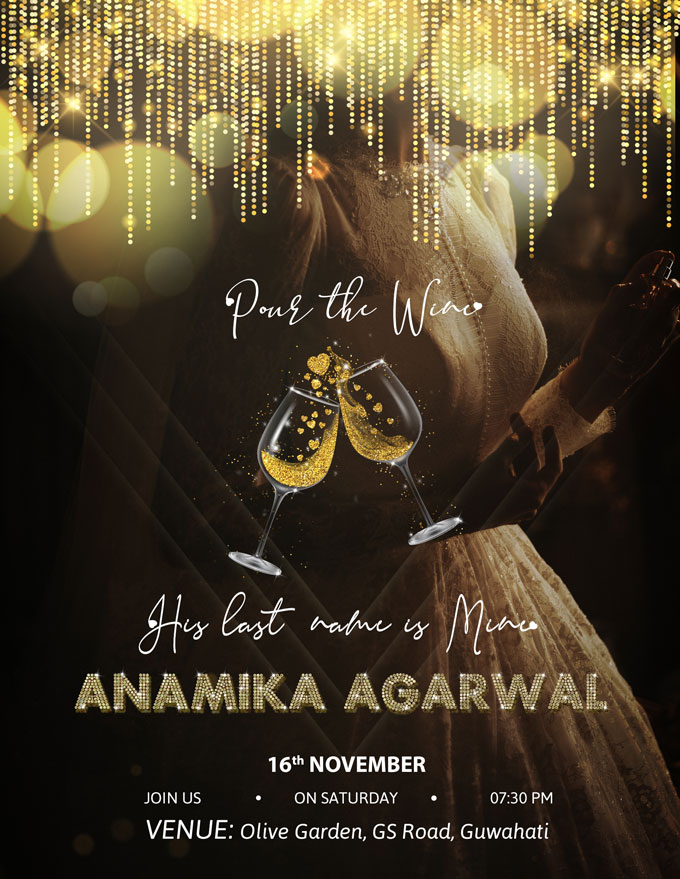 Pour the Wine
His last name is Mine
ANAMIKA AGARWAL
16th NOVEMBER
JOIN US • ON SATURDAY • 07:30 PM
VENUE: Olive Garden, GS Road, Guwahati